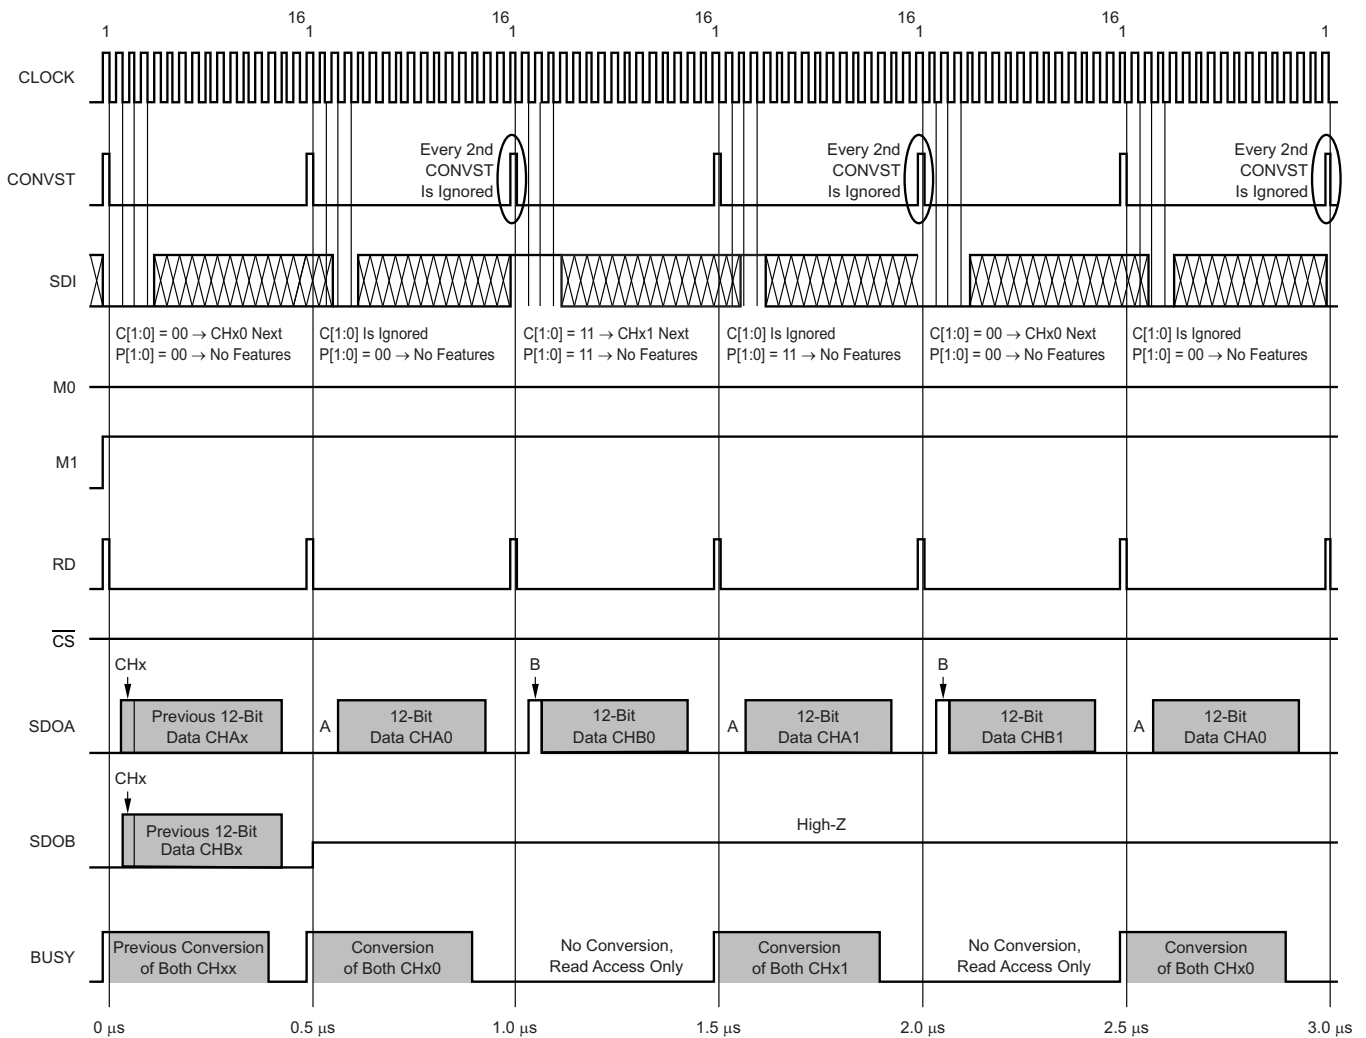 16 16 16 16 16
1 1 1 1 1 1 1
CLOCK
Every 2nd
CONVST
Is Ignored
Every 2nd
CONVST
Is Ignored
Every 2nd
CONVST
Is Ignored
CONVST
SDI
C[1:0] = 00 → CHx0 Next
P[1:0] = 00 → No Features
C[1:0] Is Ignored
P[1:0] = 00 → No Features
C[1:0] = 11 → CHx1 Next
P[1:0] = 11 → No Features
C[1:0] Is Ignored
P[1:0] = 11 → No Features
C[1:0] = 00 → CHx0 Next
P[1:0] = 00 → No Features
C[1:0] Is Ignored
P[1:0] = 00 → No Features
M0
M1
RD
C̅S̅
CHx
B
B
SDOA
Previous 12-Bit
Data CHAx
A
12-Bit
Data CHA0
12-Bit
Data CHB0
A
12-Bit
Data CHA1
12-Bit
Data CHB1
A
12-Bit
Data CHA0
CHx
SDOB
Previous 12-Bit
Data CHBx
High-Z
BUSY
Previous Conversion
of Both CHxx
Conversion
of Both CHx0
No Conversion,
Read Access Only
Conversion
of Both CHx1
No Conversion,
Read Access Only
Conversion
of Both CHx0
0 μs 0.5 μs 1.0 μs 1.5 μs 2.0 μs 2.5 μs 3.0 μs